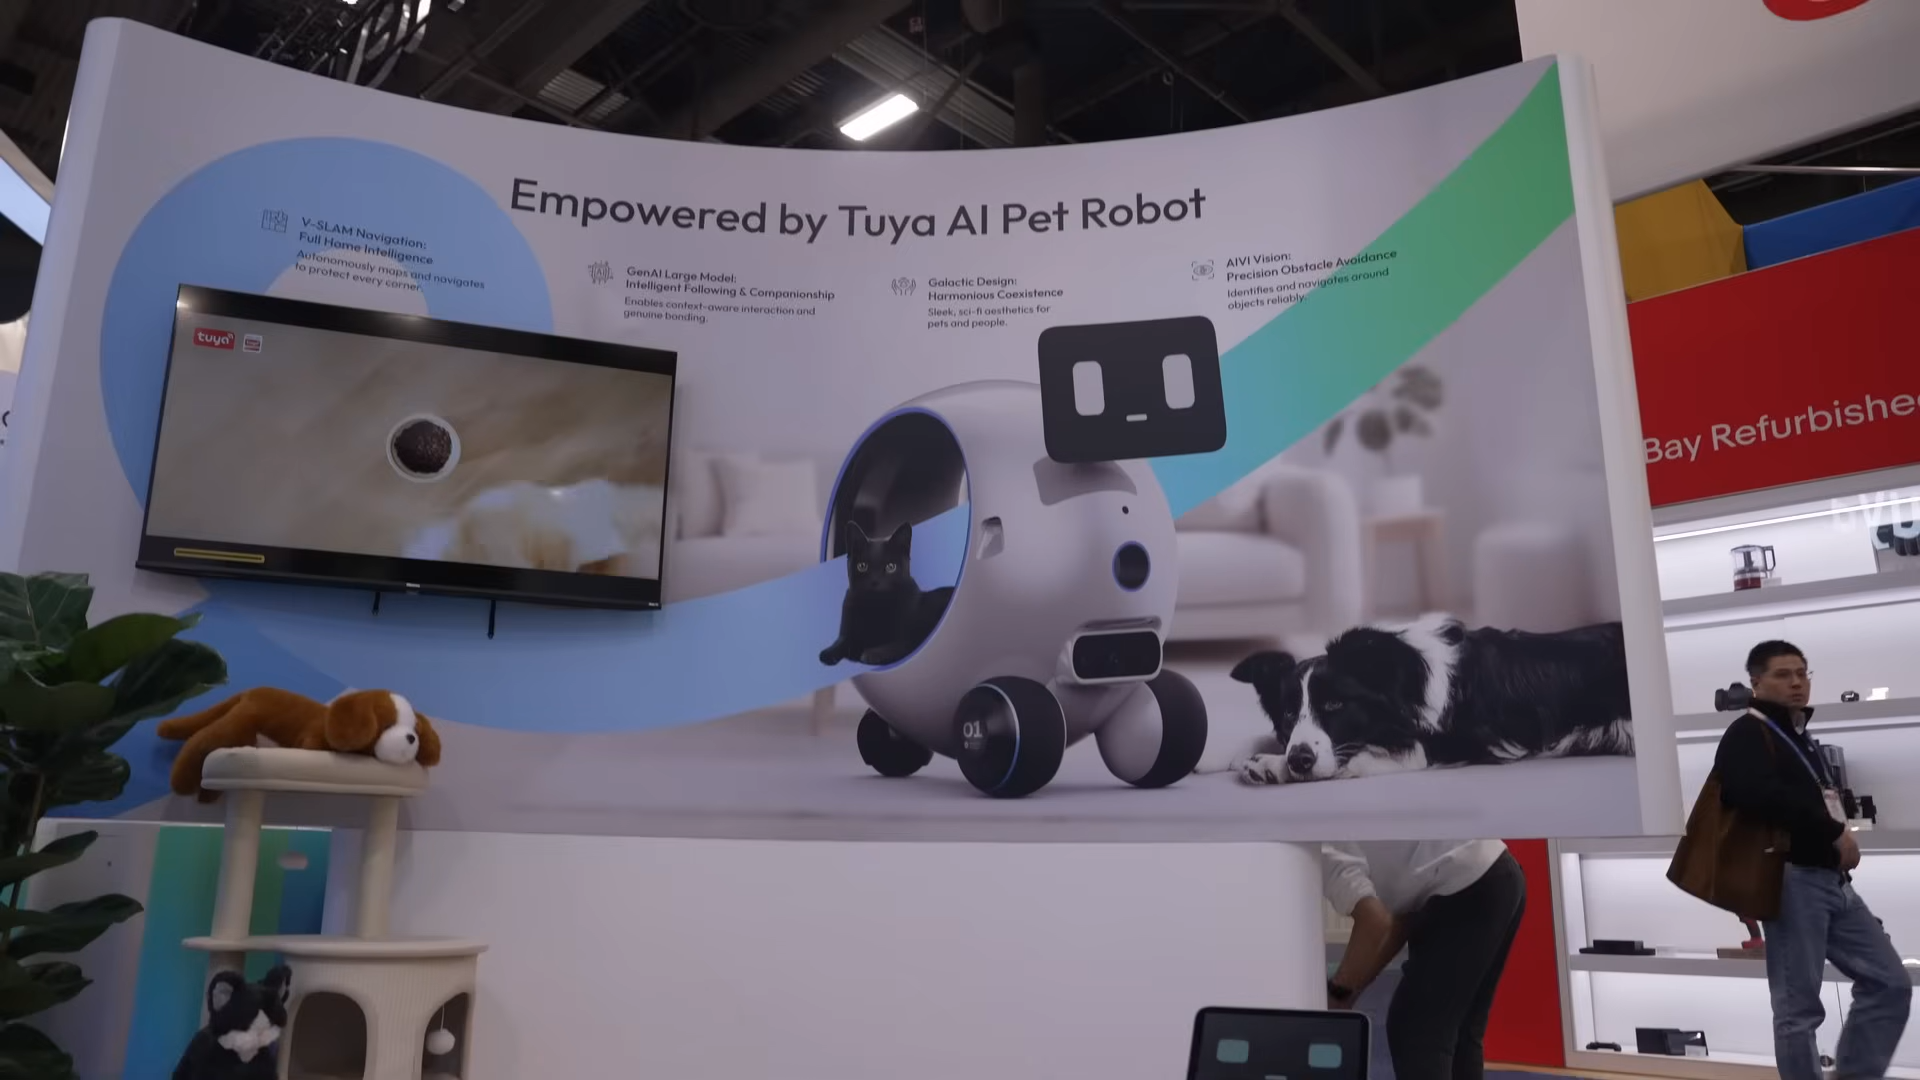 Empowered by Tuya AI Pet Robot
V-SLAM Navigation:
Full Home Intelligence
Autonomously maps and navigates
to protect every corner.
GenAI Large Model:
Intelligent Following & Companionship
Enables context-aware interaction and
genuine bonding.
Galactic Design:
Harmonious Coexistence
Sleek, sci-fi aesthetics for
pets and people.
AIVI Vision:
Precision Obstacle Avoidance
Identifies and navigates around
objects reliably.
tuya
01
Bay Refurbishe